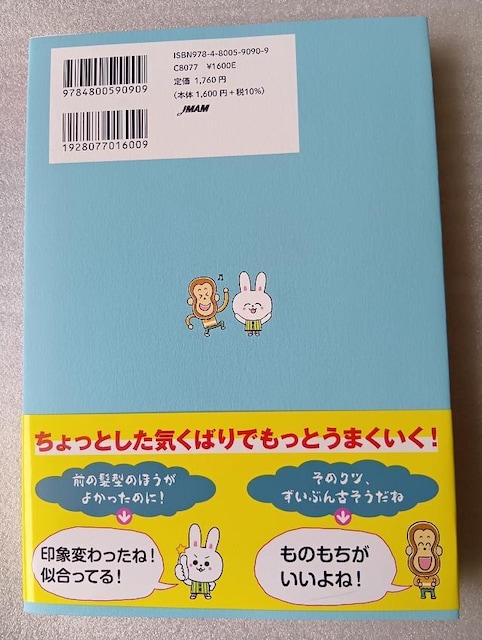 ISBN978-4-8005-9090-9
C8077 ¥1600E
定価 1,760円
(本体 1,600円+税10%)
JMAM
9784800590909
1928077016009
ちょっとした気くばりでもっとうまくいく!
前の髪型のほうが
よかったのに!
印象変わったね!
似合ってる!
そのクツ、
ずいぶん古そうだね
ものもちが
いいよね!